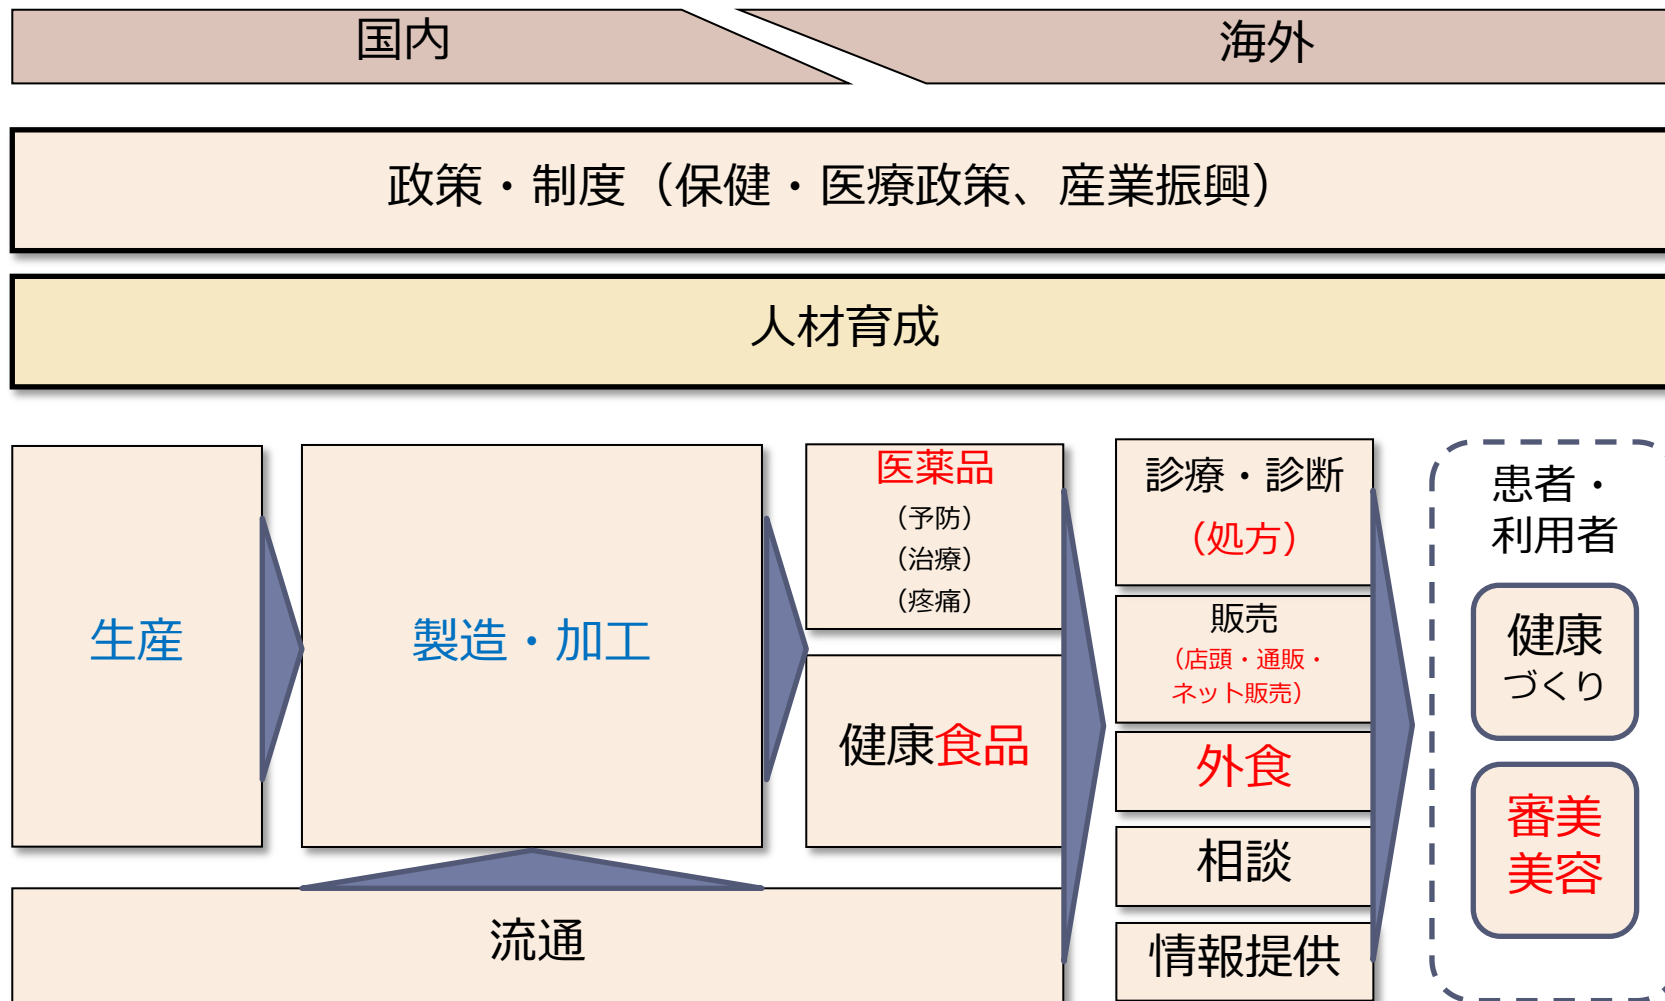 国内
海外
政策・制度（保健・医療政策、産業振興）
人材育成
生産
製造・加工
医薬品
（予防）
（治療）
（疼痛）
健康食品
流通
診療・診断
（処方）
販売
（店頭・通販・
ネット販売）
外食
相談
情報提供
患者・
利用者
健康
づくり
審美
美容